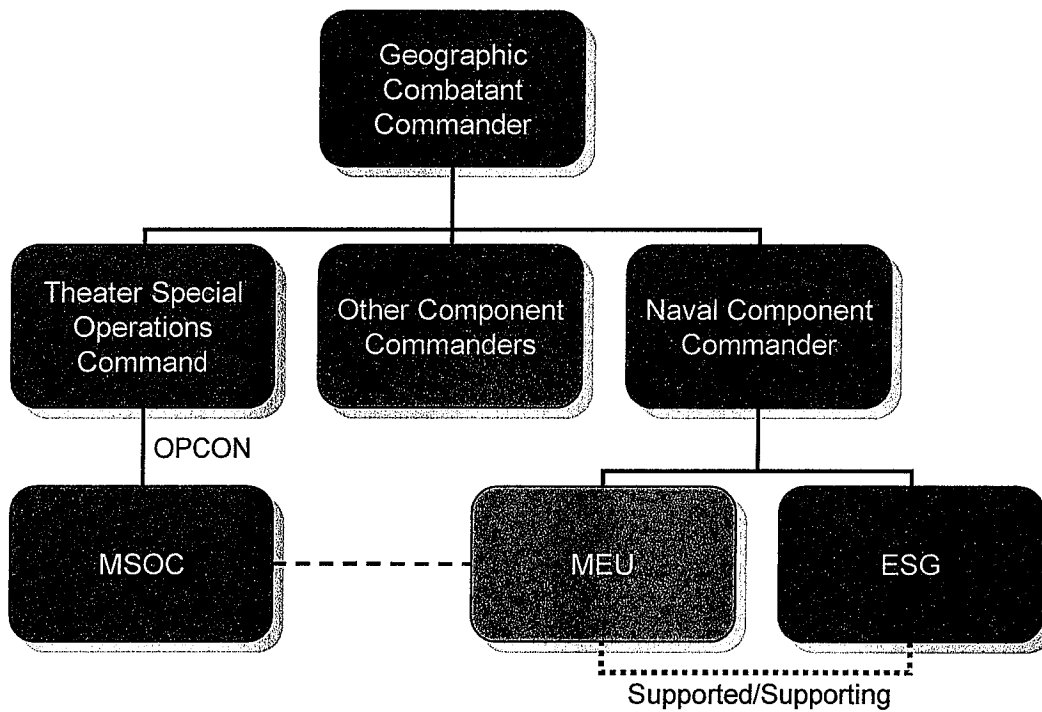 Geographic
Combatant
Commander
Theater Special
Operations
Command
Other Component
Commanders
Naval Component
Commander
OPCON
MSOC
MEU
ESG
Supported/Supporting